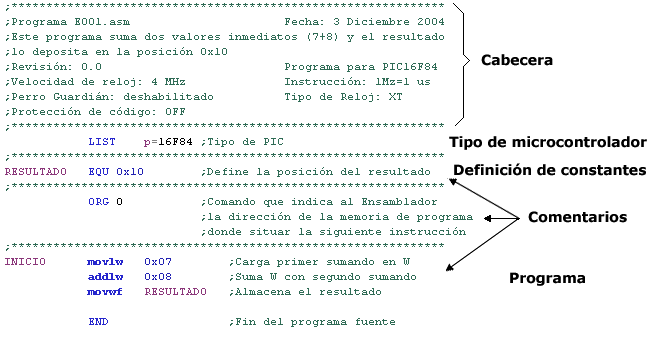 ;*******************************************************************
;Programa E001.asm Fecha: 3 Diciembre 2004
;Este programa suma dos valores inmediatos (7+8) y el resultado
;lo deposita en la posición 0x10
;Revisión: 0.0 Programa para PIC16F84
;Velocidad de reloj: 4 MHz Instrucción: 1Mz=1 us
;Perro Guardián: deshabilitado Tipo de Reloj: XT
;Protección de código: OFF
Cabecera
;*******************************************************************
LIST p=16F84 ;Tipo de PIC
Tipo de microcontrolador
;*******************************************************************
RESULTADO EQU 0x10 ;Define la posición del resultado
Definición de constantes
;*******************************************************************
ORG 0 ;Comando que indica al Ensamblador
;la dirección de la memoria de programa
;donde situar la siguiente instrucción
Comentarios
;*******************************************************************
INICIO movlw 0x07 ;Carga primer sumando en W
addlw 0x08 ;Suma W con segundo sumando
movwf RESULTADO ;Almacena el resultado
Programa
END ;Fin del programa fuente